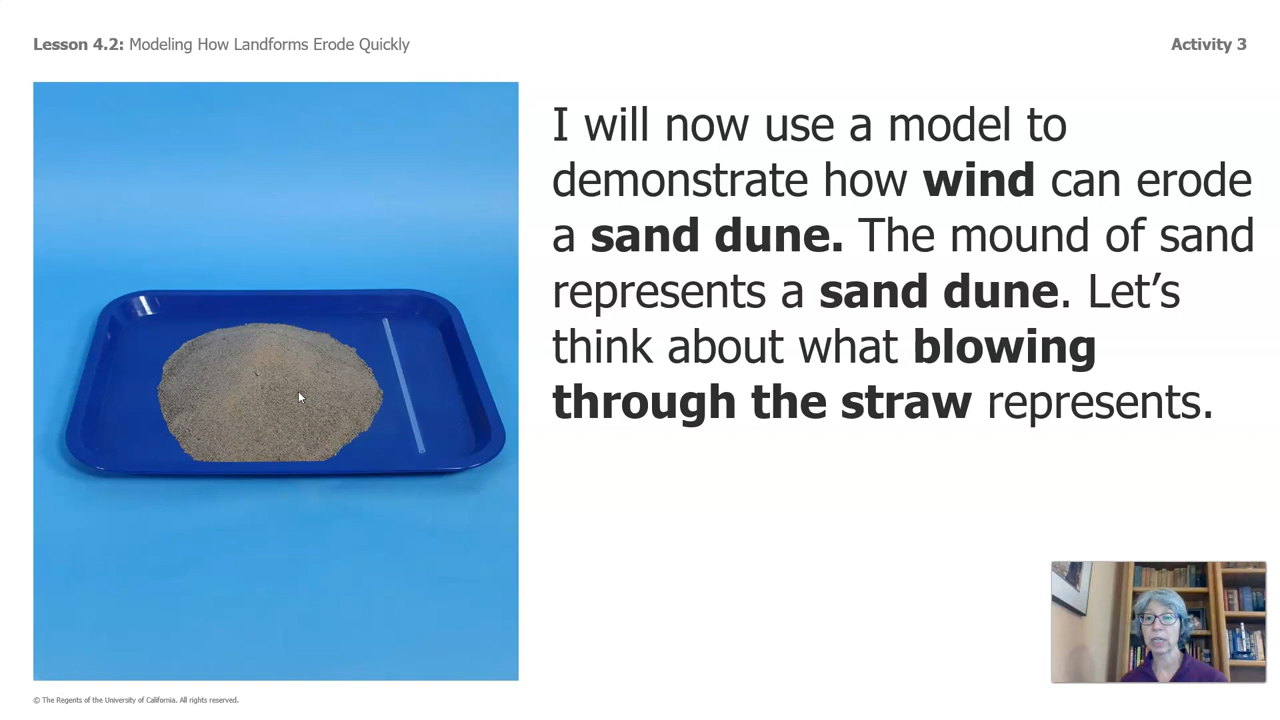 Lesson 4.2: Modeling How Landforms Erode Quickly
Activity 3
I will now use a model to
demonstrate how wind can erode
a sand dune. The mound of sand
represents a sand dune. Let’s
think about what blowing
through the straw represents.
© The Regents of the University of California. All rights reserved.